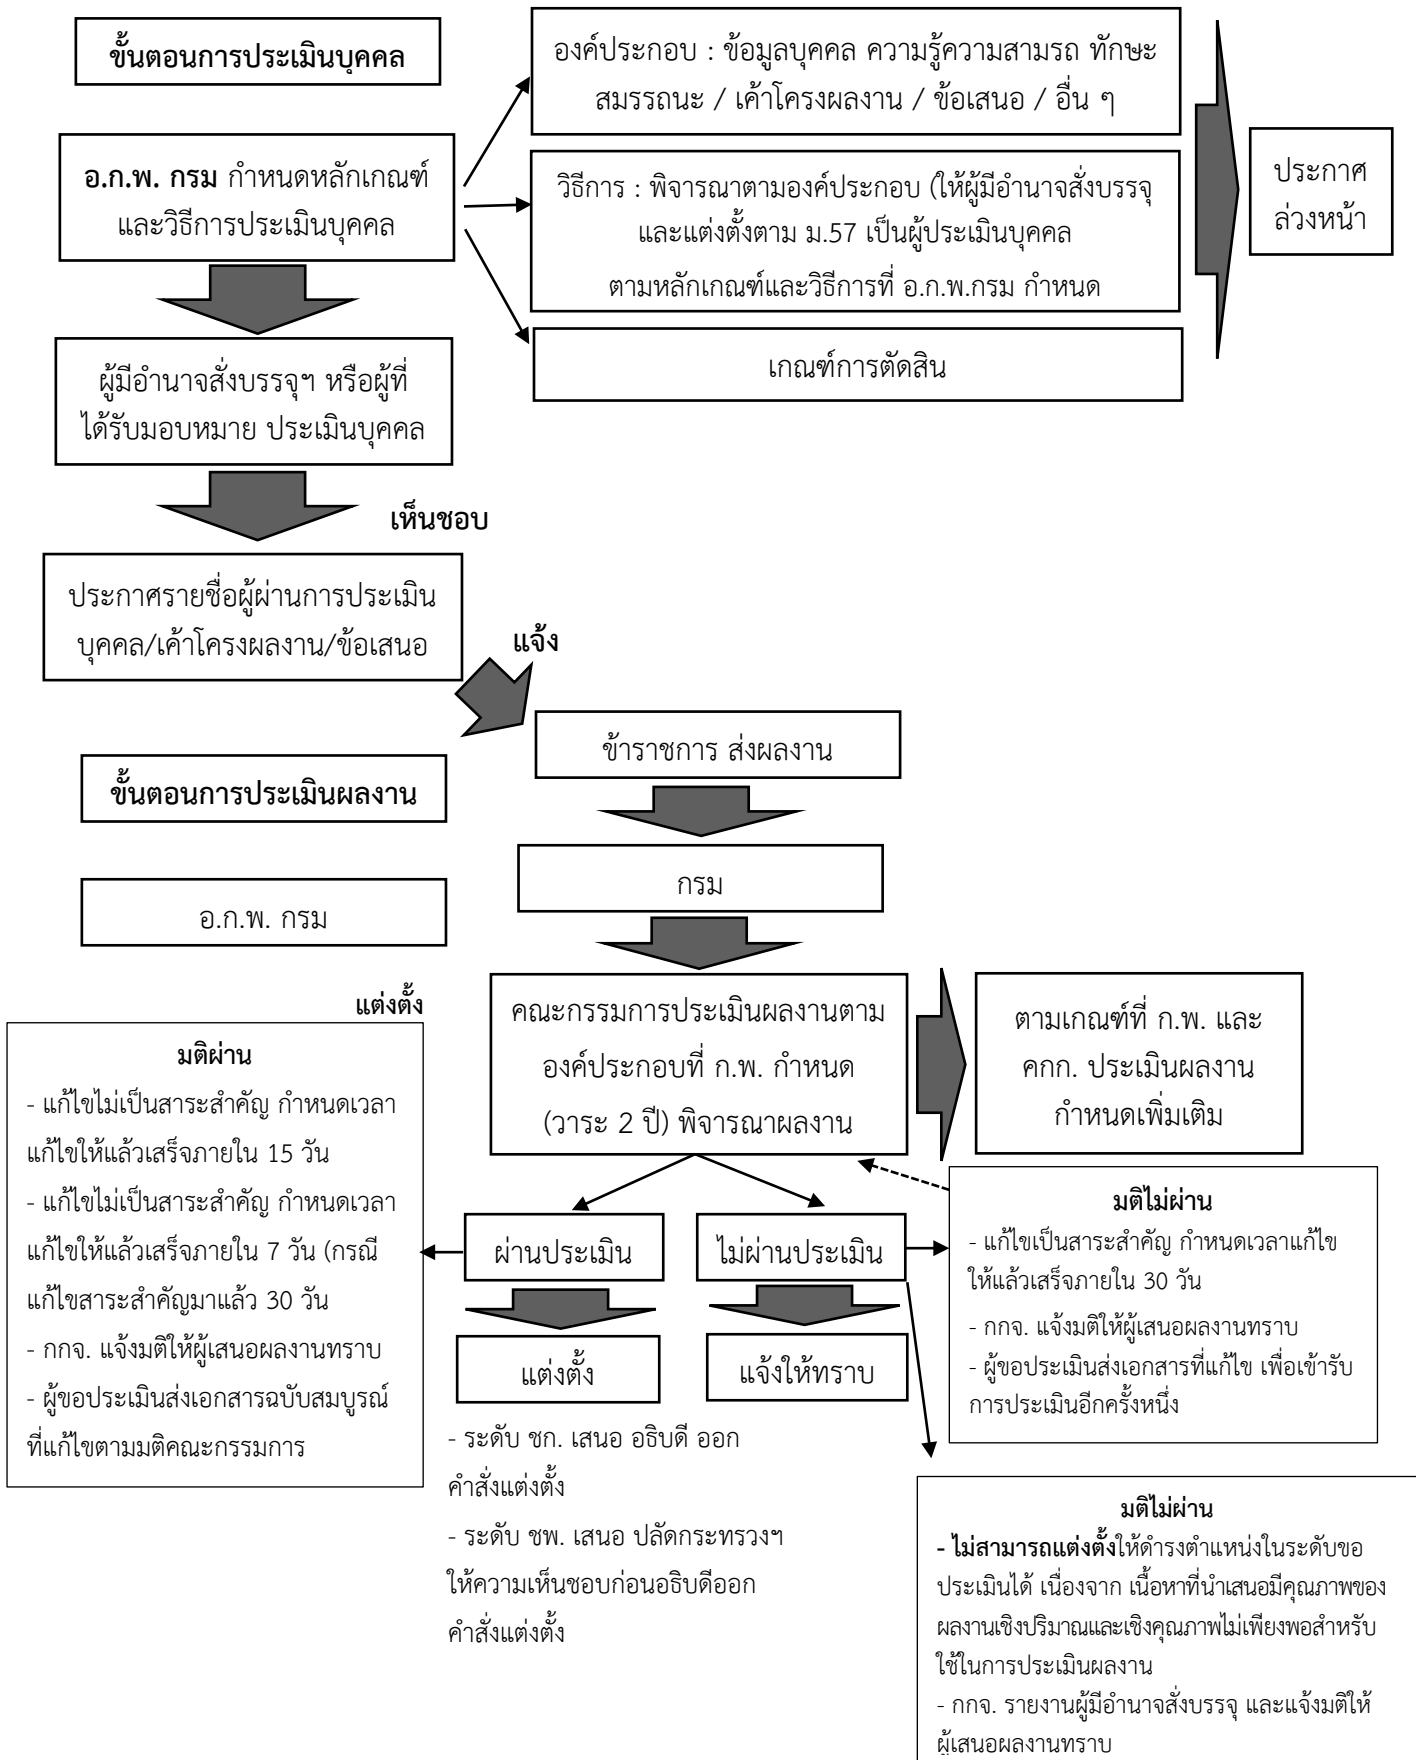 ขั้นตอนการประเมินบุคคล
องค์ประกอบ : ข้อมูลบุคคล ความรู้ความสามรถ ทักษะ
สมรรถนะ / เค้าโครงผลงาน / ข้อเสนอ / อื่น ๆ
อ.ก.พ. กรม กำหนดหลักเกณฑ์
และวิธีการประเมินบุคคล
วิธีการ : พิจารณาตามองค์ประกอบ (ให้ผู้มีอำนาจสั่งบรรจุ
และแต่งตั้งตาม ม.57 เป็นผู้ประเมินบุคคล
ตามหลักเกณฑ์และวิธีการที่ อ.ก.พ.กรม กำหนด
ประกาศ
ล่วงหน้า
เกณฑ์การตัดสิน
ผู้มีอำนาจสั่งบรรจุฯ หรือผู้ที่
ได้รับมอบหมาย ประเมินบุคคล
เห็นชอบ
ประกาศรายชื่อผู้ผ่านการประเมิน
บุคคล/เค้าโครงผลงาน/ข้อเสนอ
แจ้ง
ข้าราชการ ส่งผลงาน
ขั้นตอนการประเมินผลงาน
กรม
อ.ก.พ. กรม
แต่งตั้ง
คณะกรรมการประเมินผลงานตาม
องค์ประกอบที่ ก.พ. กำหนด
(วาระ 2 ปี) พิจารณาผลงาน
ตามเกณฑ์ที่ ก.พ. และ
คกก. ประเมินผลงาน
กำหนดเพิ่มเติม
มติผ่าน
- แก้ไขไม่เป็นสาระสำคัญ กำหนดเวลา
แก้ไขให้แล้วเสร็จภายใน 15 วัน
- แก้ไขไม่เป็นสาระสำคัญ กำหนดเวลา
แก้ไขให้แล้วเสร็จภายใน 7 วัน (กรณี
แก้ไขสาระสำคัญมาแล้ว 30 วัน
- กกจ. แจ้งมติให้ผู้เสนอผลงานทราบ
- ผู้ขอประเมินส่งเอกสารฉบับสมบูรณ์
ที่แก้ไขตามมติคณะกรรมการ
ผ่านประเมิน
ไม่ผ่านประเมิน
มติไม่ผ่าน
- แก้ไขเป็นสาระสำคัญ กำหนดเวลาแก้ไข
ให้แล้วเสร็จภายใน 30 วัน
- กกจ. แจ้งมติให้ผู้เสนอผลงานทราบ
- ผู้ขอประเมินส่งเอกสารที่แก้ไข เพื่อเข้ารับ
การประเมินอีกครั้งหนึ่ง
แต่งตั้ง
แจ้งให้ทราบ
- ระดับ ชก. เสนอ อธิบดี ออก
คำสั่งแต่งตั้ง
- ระดับ ชพ. เสนอ ปลัดกระทรวงฯ
ให้ความเห็นชอบก่อนอธิบดีออก
คำสั่งแต่งตั้ง
มติไม่ผ่าน
- ไม่สามารถแต่งตั้งให้ดำรงตำแหน่งในระดับขอ
ประเมินได้ เนื่องจาก เนื้อหาที่นำเสนอมีคุณภาพของ
ผลงานเชิงปริมาณและเชิงคุณภาพไม่เพียงพอสำหรับ
ใช้ในการประเมินผลงาน
- กกจ. รายงานผู้มีอำนาจสั่งบรรจุ และแจ้งมติให้
ผู้เสนอผลงานทราบ